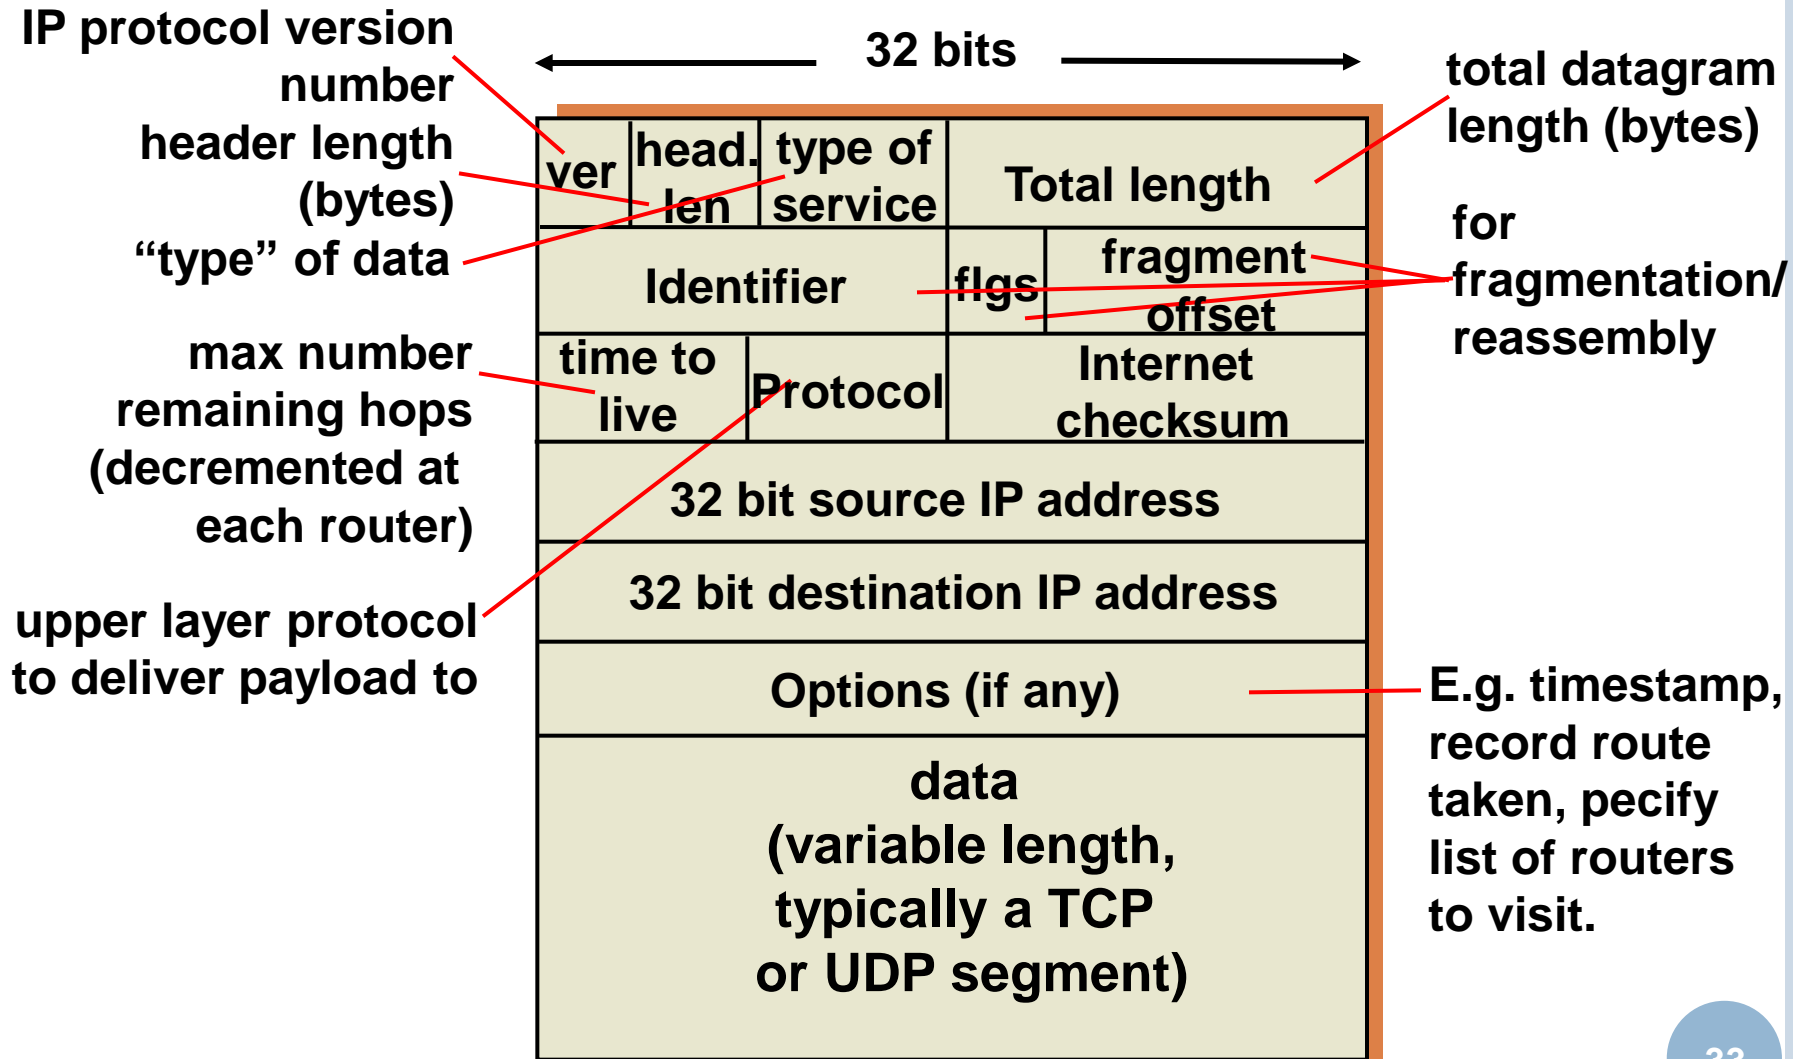 IP protocol version
number
header length
(bytes)
“type” of data
max number
remaining hops
(decremented at
each router)
upper layer protocol
to deliver payload to
32 bits
ver
head.
len
type of
service
Total length
Identifier
flgs
fragment
offset
time to
live
Protocol
Internet
checksum
32 bit source IP address
32 bit destination IP address
Options (if any)
data
(variable length,
typically a TCP
or UDP segment)
total datagram
length (bytes)
for
fragmentation/
reassembly
E.g. timestamp,
record route
taken, pecify
list of routers
to visit.